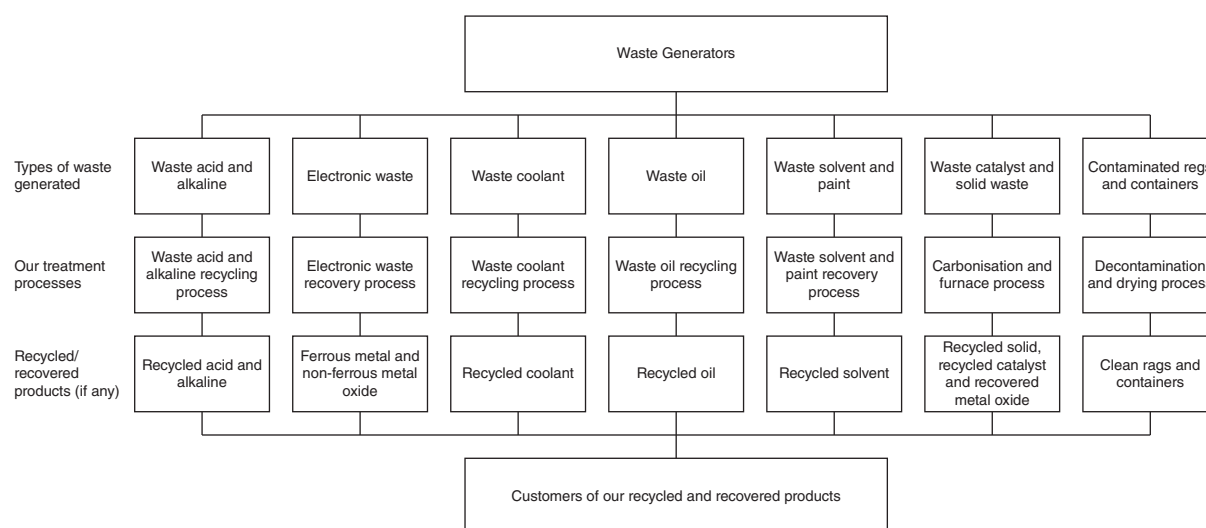 Waste Generators
Types of waste
generated
Waste acid and
alkaline
Electronic waste
Waste coolant
Waste oil
Waste solvent and
paint
Waste catalyst and
solid waste
Contaminated rags
and containers
Our treatment
processes
Waste acid and
alkaline recycling
process
Electronic waste
recovery process
Waste coolant
recycling process
Waste oil recycling
process
Waste solvent and
paint recovery
process
Carbonisation and
furnace process
Decontamination
and drying process
Recycled/
recovered
products (if any)
Recycled acid and
alkaline
Ferrous metal and
non-ferrous metal
oxide
Recycled coolant
Recycled oil
Recycled solvent
Recycled solid,
recycled catalyst
and recovered
metal oxide
Clean rags and
containers
Customers of our recycled and recovered products